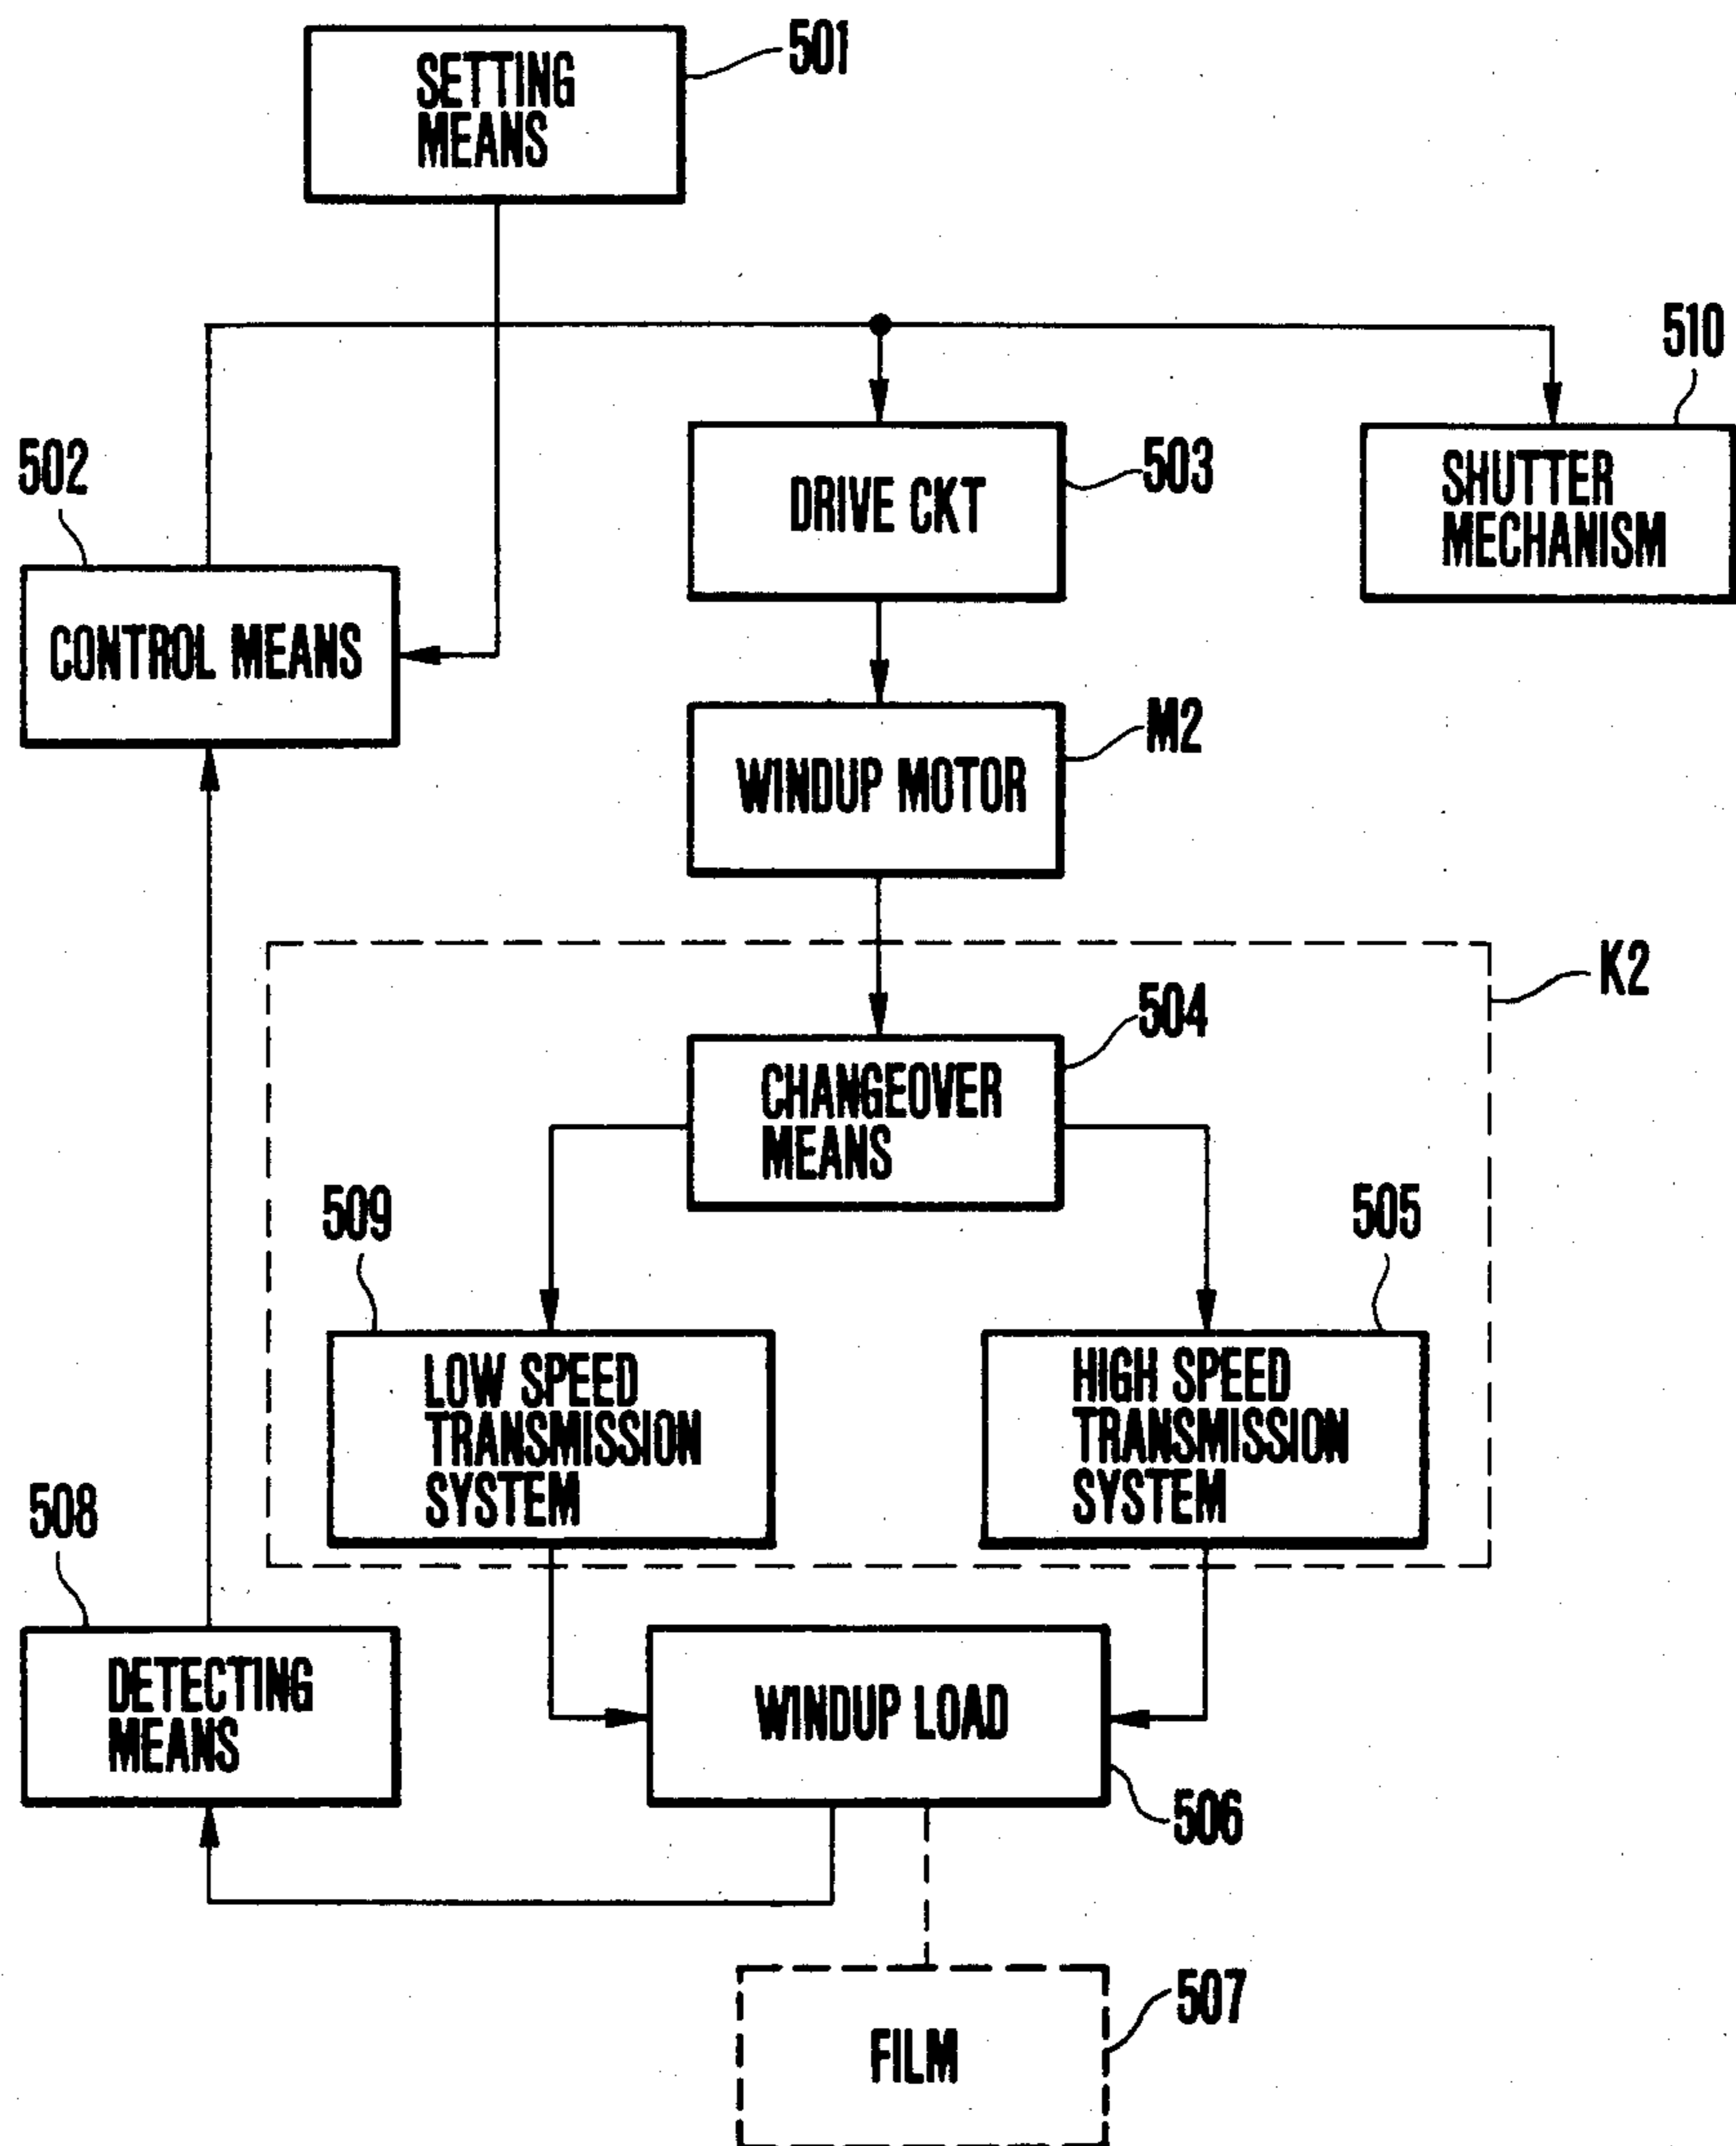 501
SETTING
MEANS
510
502
503
DRIVE CKT
SHUTTER
MECHANISM
CONTROL MEANS
M2
WINDUP MOTOR
K2
504
CHANGEOVER
MEANS
509
505
LOW SPEED
TRANSMISSION
SYSTEM
HIGH SPEED
TRANSMISSION
SYSTEM
508
DETECTING
MEANS
WINDUP LOAD
506
507
FILM